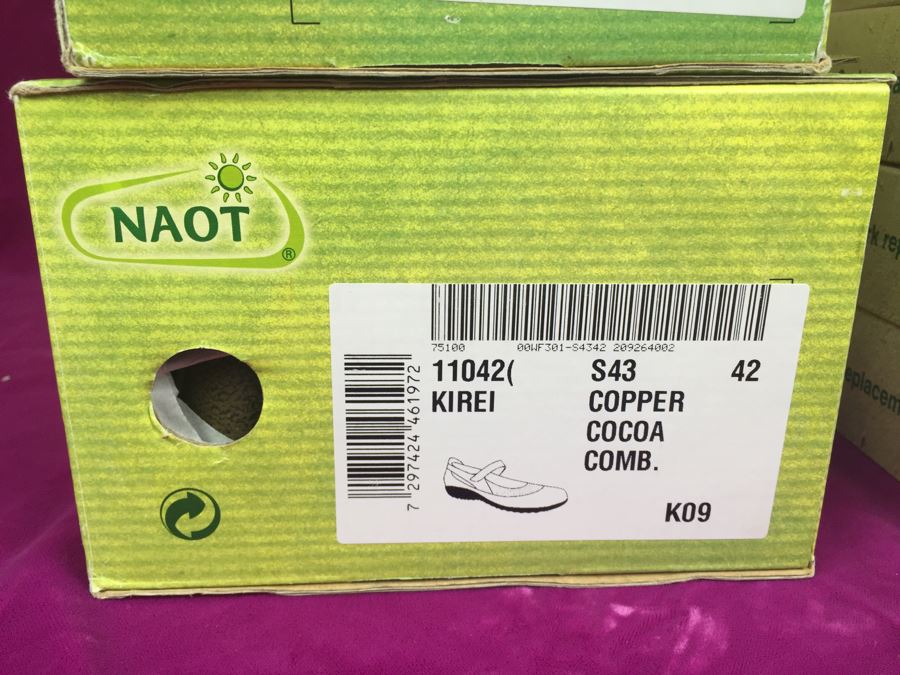 NAOT
®
75100 00WF301-S4342 209264002
11042( S43 42
KIREI COPPER
COCOA
COMB.
K09
7 297424 461972